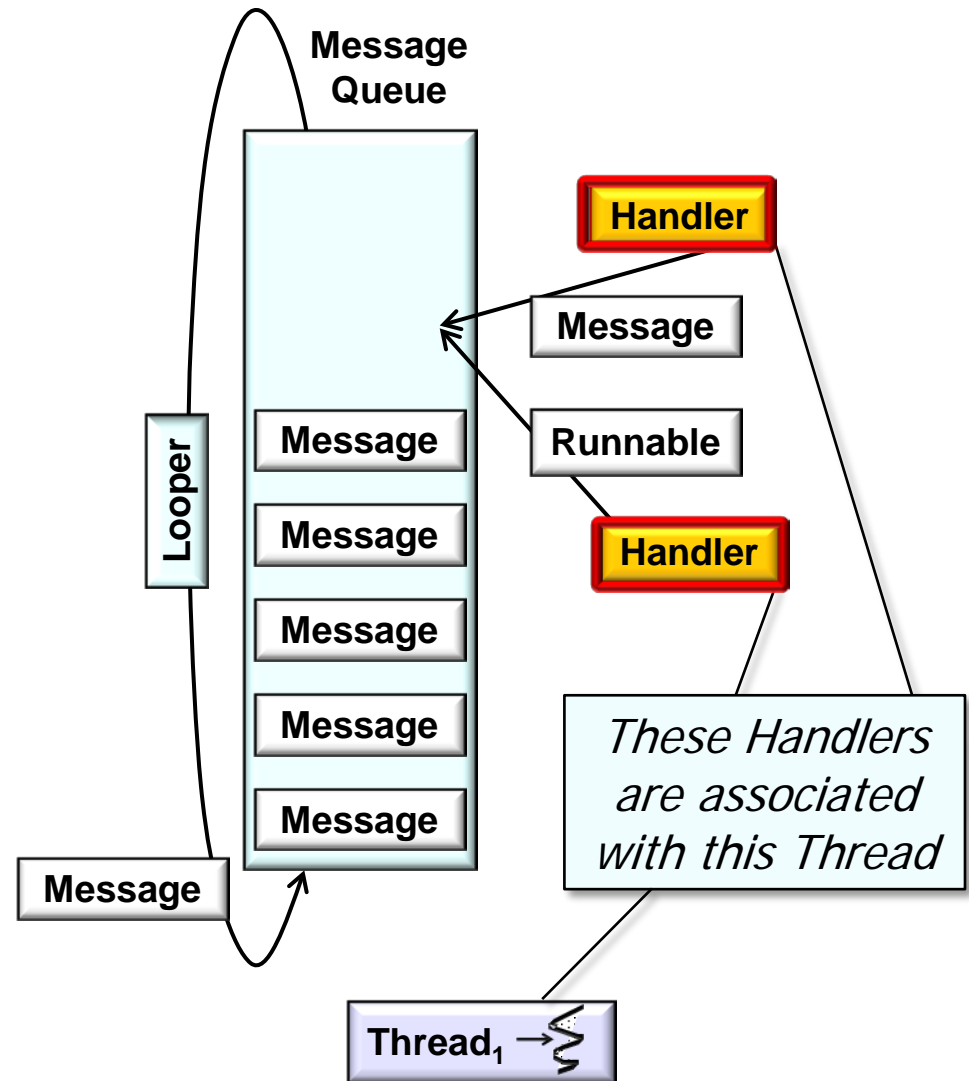 Message
Queue
Handler
Message
Looper
Message
Runnable
Message
Handler
Message
Message
These Handlers
are associated
with this Thread
Message
Message
Thread₁